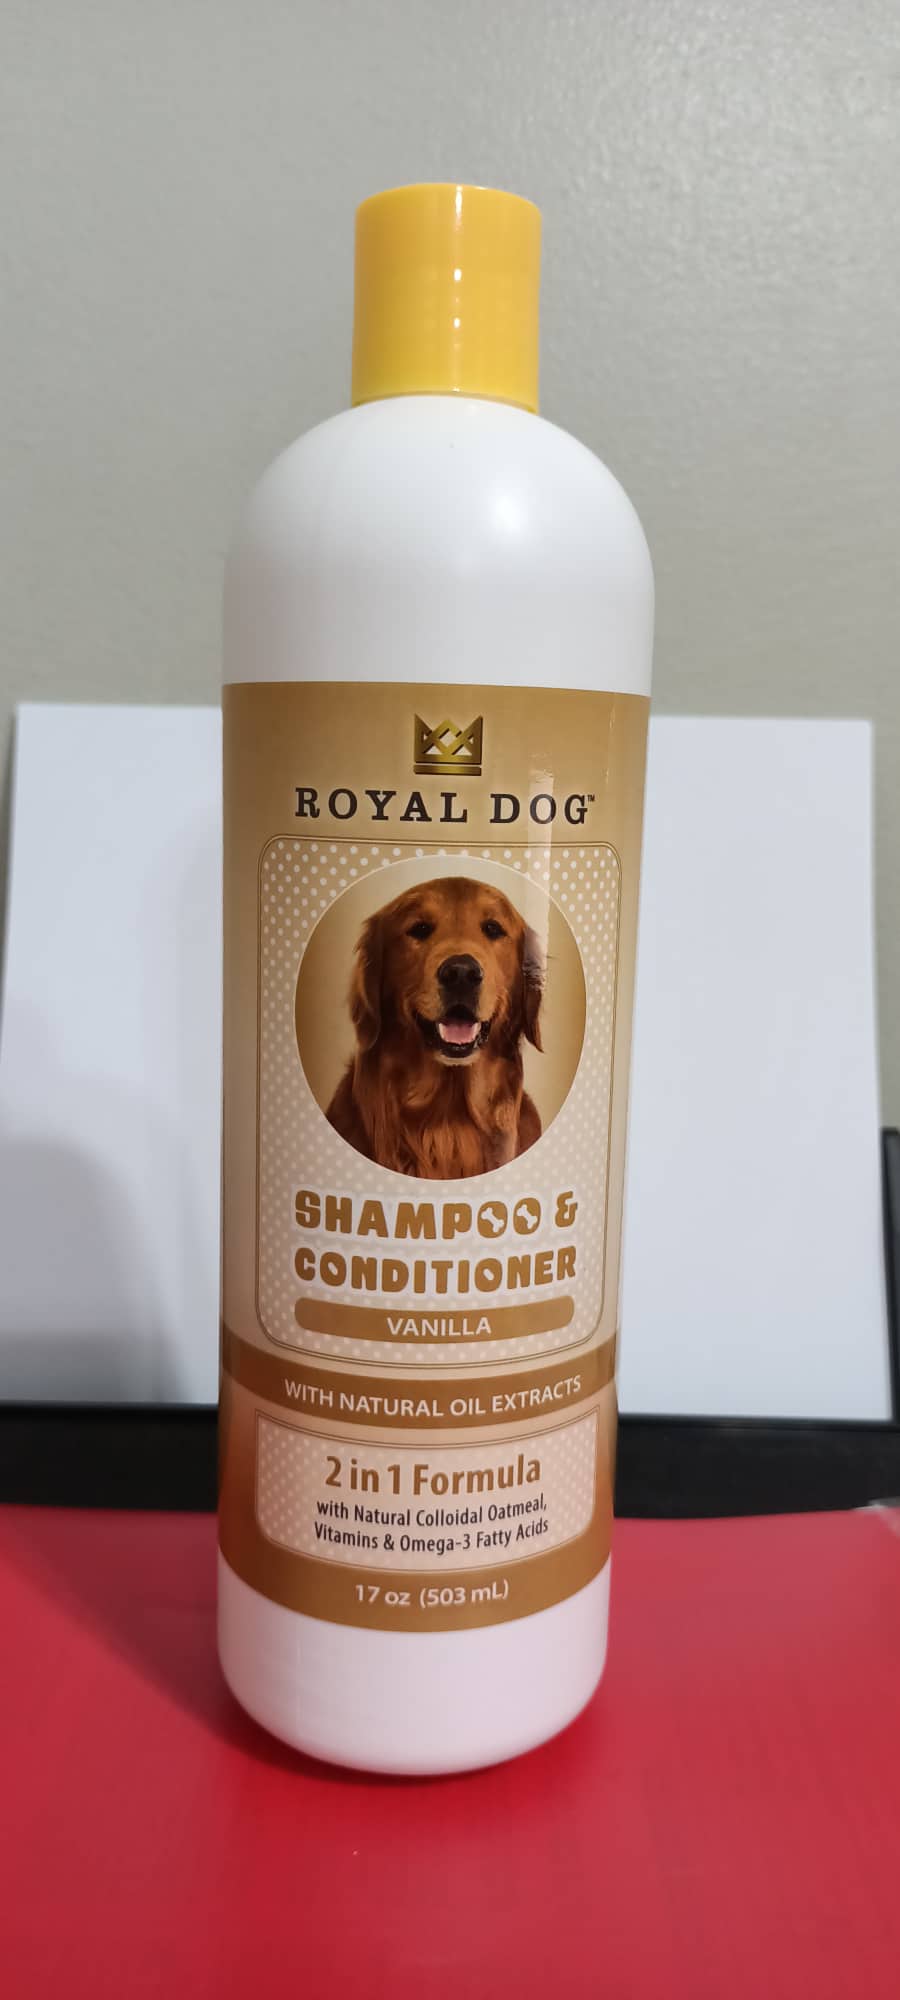 ROYAL DOG™
SHAMPOO &
CONDITIONER
VANILLA
WITH NATURAL OIL EXTRACTS
2 in 1 Formula
with Natural Colloidal Oatmeal,
Vitamins & Omega-3 Fatty Acids
17 oz (503 mL)